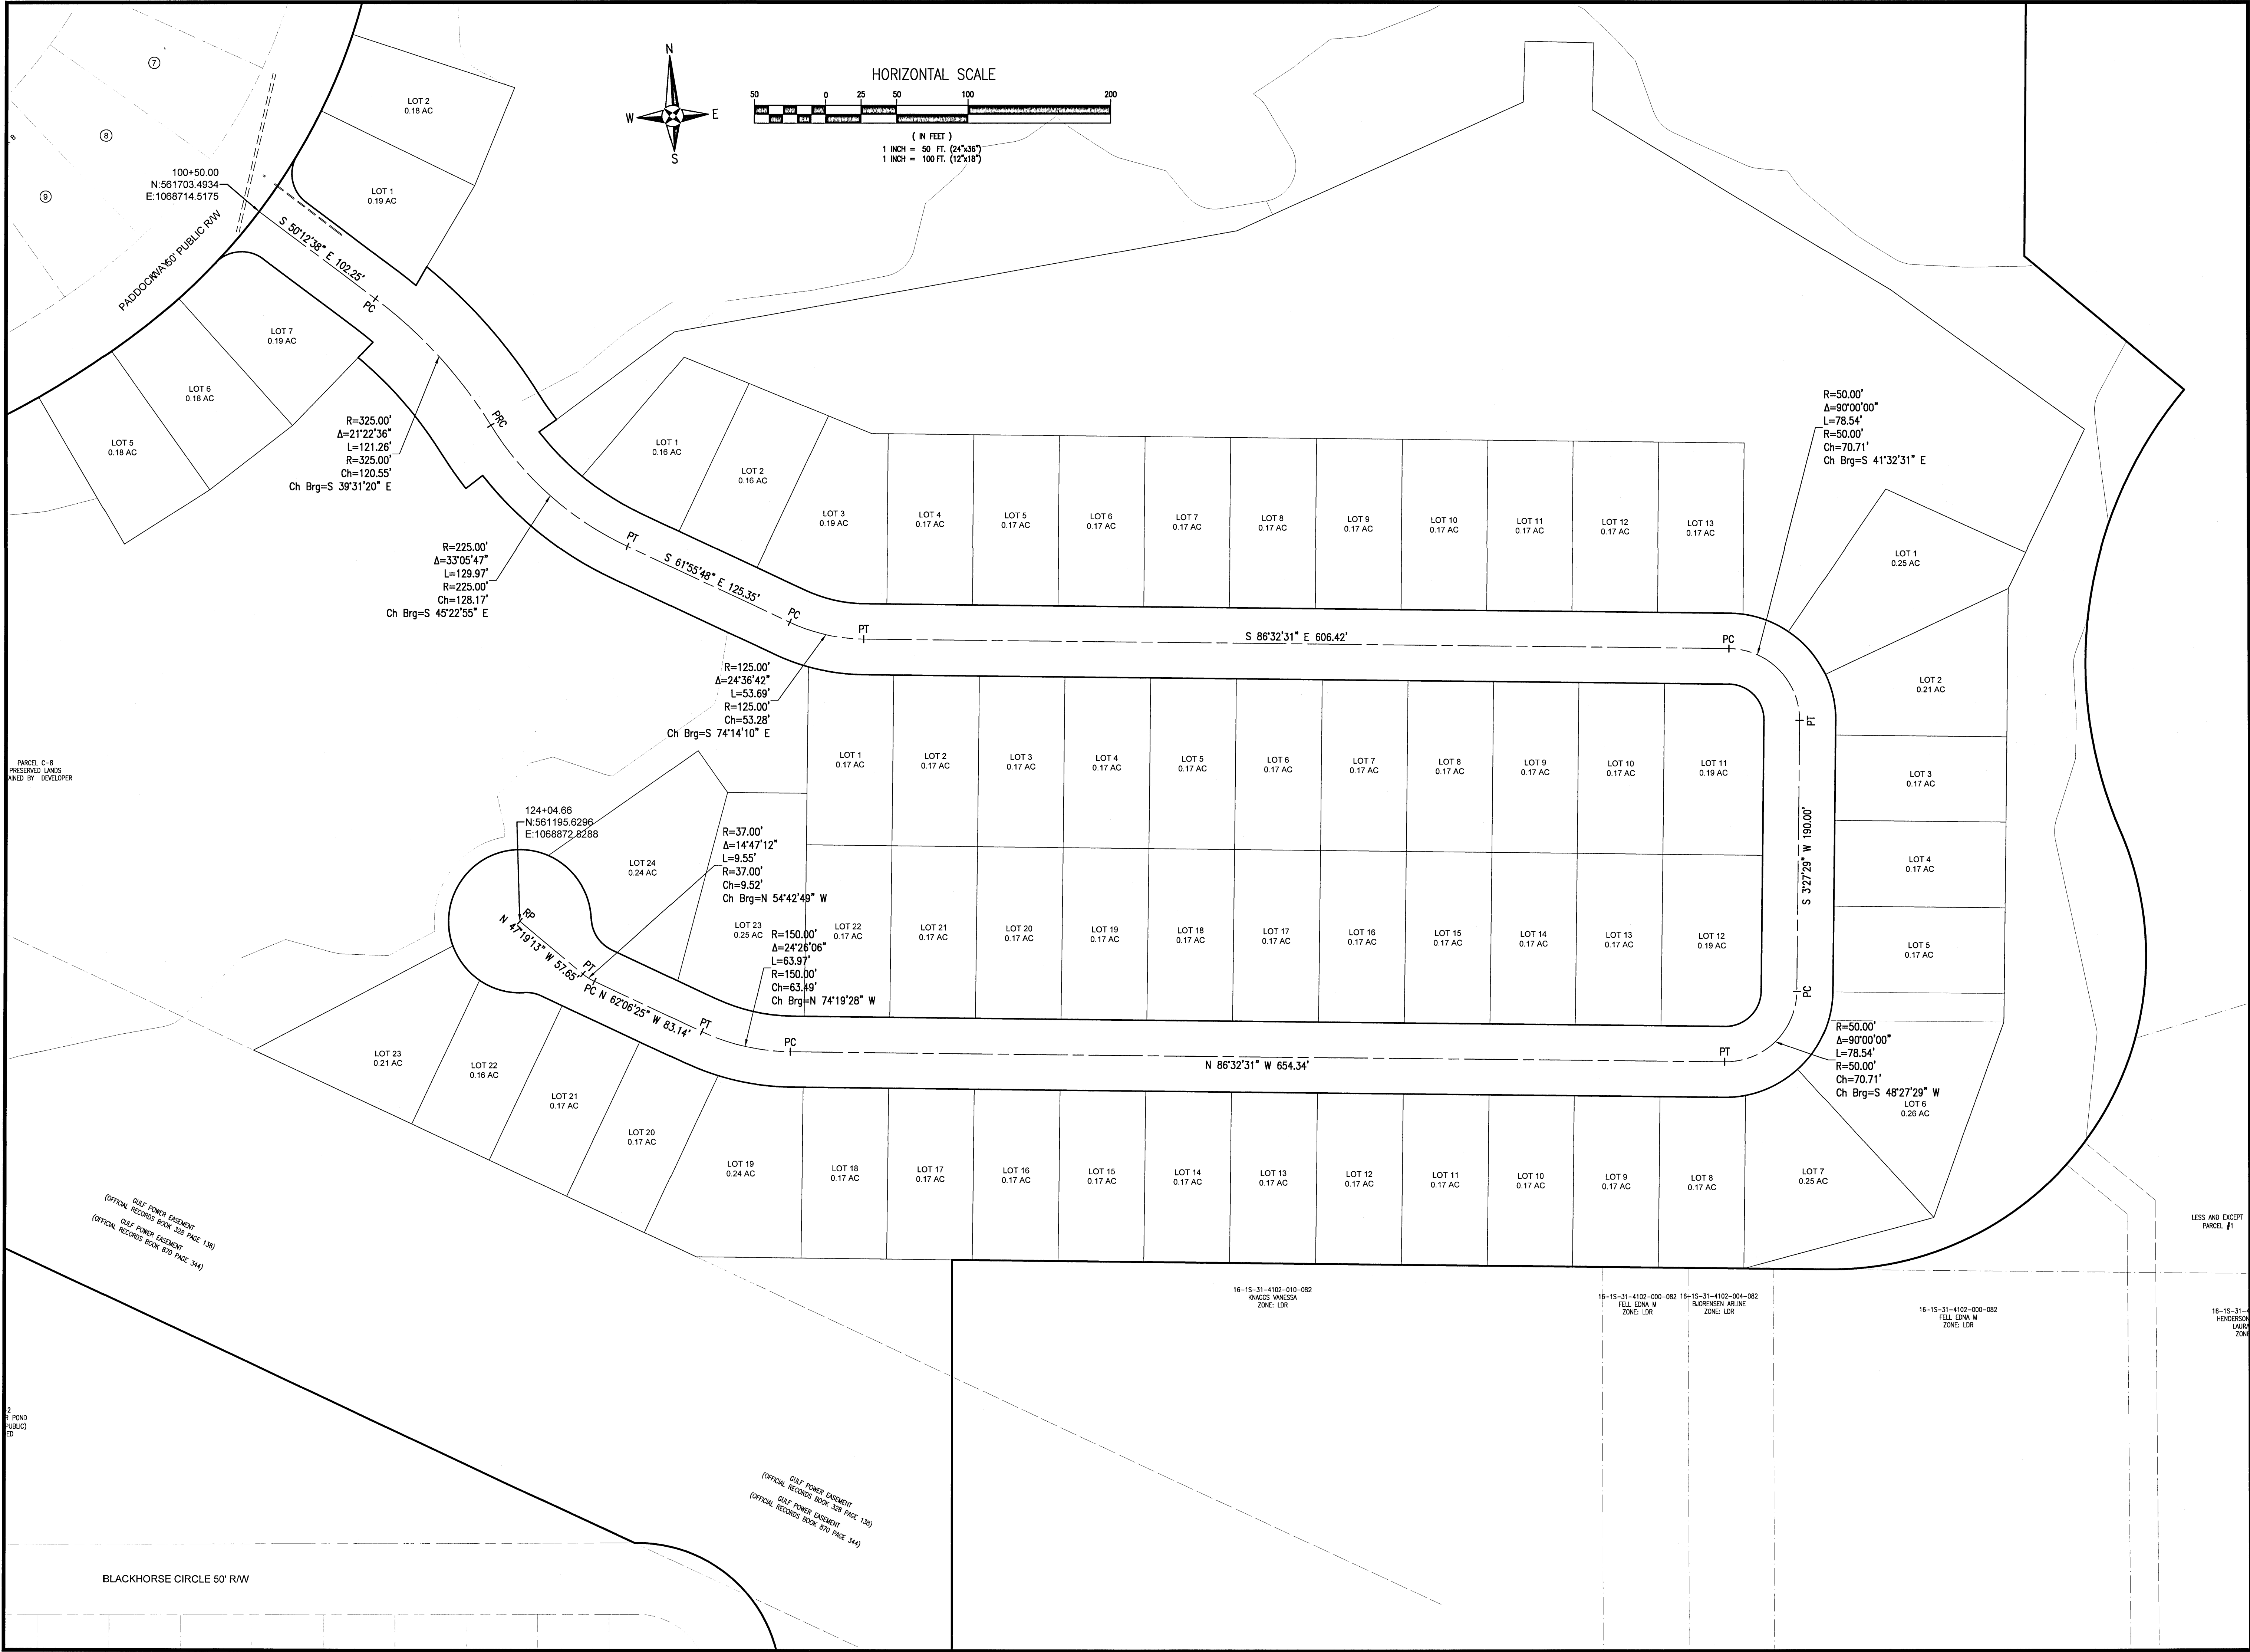 7
8
9
LOT 2
0.18 AC
LOT 1
0.19 AC
N
W
E
S
HORIZONTAL SCALE
50 0 25 50 100 200
( IN FEET )
1 INCH = 50 FT. (24"x36")
1 INCH = 100 FT. (12"x18")
100+50.00
N:561703.4934
E:1068714.5175
S 50°12'38" E 102.25'
PC
LOT 7
0.19 AC
LOT 6
0.18 AC
LOT 5
0.18 AC
R=325.00'
Δ=21°22'36"
L=121.26'
R=325.00'
Ch=120.55'
Ch Brg=S 39°31'20" E
PRC
R=225.00'
Δ=33°05'47"
L=129.97'
R=225.00'
Ch=128.17'
Ch Brg=S 45°22'55" E
PT
S 61°55'48" E 125.35'
PC
PT
R=125.00'
Δ=24°36'42"
L=53.69'
R=125.00'
Ch=53.28'
Ch Brg=S 74°14'10" E
LOT 1
0.16 AC
LOT 2
0.16 AC
LOT 3
0.19 AC
LOT 4
0.17 AC
LOT 5
0.17 AC
LOT 6
0.17 AC
LOT 7
0.17 AC
LOT 8
0.17 AC
LOT 9
0.17 AC
LOT 10
0.17 AC
LOT 11
0.17 AC
LOT 12
0.17 AC
LOT 13
0.17 AC
S 86°32'31" E 606.42'
PC
R=50.00'
Δ=90°00'00"
L=78.54'
R=50.00'
Ch=70.71'
Ch Brg=S 41°32'31" E
PT
LOT 1
0.25 AC
LOT 2
0.21 AC
LOT 3
0.17 AC
LOT 4
0.17 AC
LOT 5
0.17 AC
S 3°27'29" W 190.00'
PC
R=50.00'
Δ=90°00'00"
L=78.54'
R=50.00'
Ch=70.71'
Ch Brg=S 48°27'29" W
LOT 6
0.26 AC
LOT 1
0.17 AC
LOT 2
0.17 AC
LOT 3
0.17 AC
LOT 4
0.17 AC
LOT 5
0.17 AC
LOT 6
0.17 AC
LOT 7
0.17 AC
LOT 8
0.17 AC
LOT 9
0.17 AC
LOT 10
0.17 AC
LOT 11
0.19 AC
PARCEL C-8
PRESERVED LANDS
AINED BY DEVELOPER
124+04.66
N:561195.6296
E:1068872.8288
LOT 24
0.24 AC
R=37.00'
Δ=14°47'12"
L=9.55'
R=37.00'
Ch=9.52'
Ch Brg=N 54°42'49" W
LOT 23
0.25 AC
LOT 22
0.17 AC
LOT 21
0.17 AC
LOT 20
0.17 AC
LOT 19
0.17 AC
LOT 18
0.17 AC
LOT 17
0.17 AC
LOT 16
0.17 AC
LOT 15
0.17 AC
LOT 14
0.17 AC
LOT 13
0.17 AC
LOT 12
0.19 AC
RP
N 47°19'13" W 57.65'
PT
PC
N 62°06'25" W 83.14'
PT
R=150.00'
Δ=24°26'06"
L=63.97'
R=150.00'
Ch=63.49'
Ch Brg=N 74°19'28" W
PC
N 86°32'31" W 654.34'
PT
LOT 23
0.21 AC
LOT 22
0.16 AC
LOT 21
0.17 AC
LOT 20
0.17 AC
LOT 19
0.24 AC
LOT 18
0.17 AC
LOT 17
0.17 AC
LOT 16
0.17 AC
LOT 15
0.17 AC
LOT 14
0.17 AC
LOT 13
0.17 AC
LOT 12
0.17 AC
LOT 11
0.17 AC
LOT 10
0.17 AC
LOT 9
0.17 AC
LOT 8
0.17 AC
LOT 7
0.25 AC
GULF POWER EASEMENT
(OFFICIAL RECORDS BOOK 328 PAGE 138)
GULF POWER EASEMENT
(OFFICIAL RECORDS BOOK 870 PAGE 344)
LESS AND EXCEPT
PARCEL #1
16-1S-31-4102-010-082
KNAGGS VANESSA
ZONE: LDR
16-1S-31-4102-000-082
FELL EDNA M
ZONE: LDR
16-1S-31-4102-004-082
BJORENSEN ARLINE
ZONE: LDR
16-1S-31-4102-000-082
FELL EDNA M
ZONE: LDR
16-1S-31-4
HENDERSON
LAURA
ZONE
-2
R POND
PUBLIC)
ED
GULF POWER EASEMENT
(OFFICIAL RECORDS BOOK 328 PAGE 138)
GULF POWER EASEMENT
(OFFICIAL RECORDS BOOK 870 PAGE 344)
BLACKHORSE CIRCLE 50' R/W